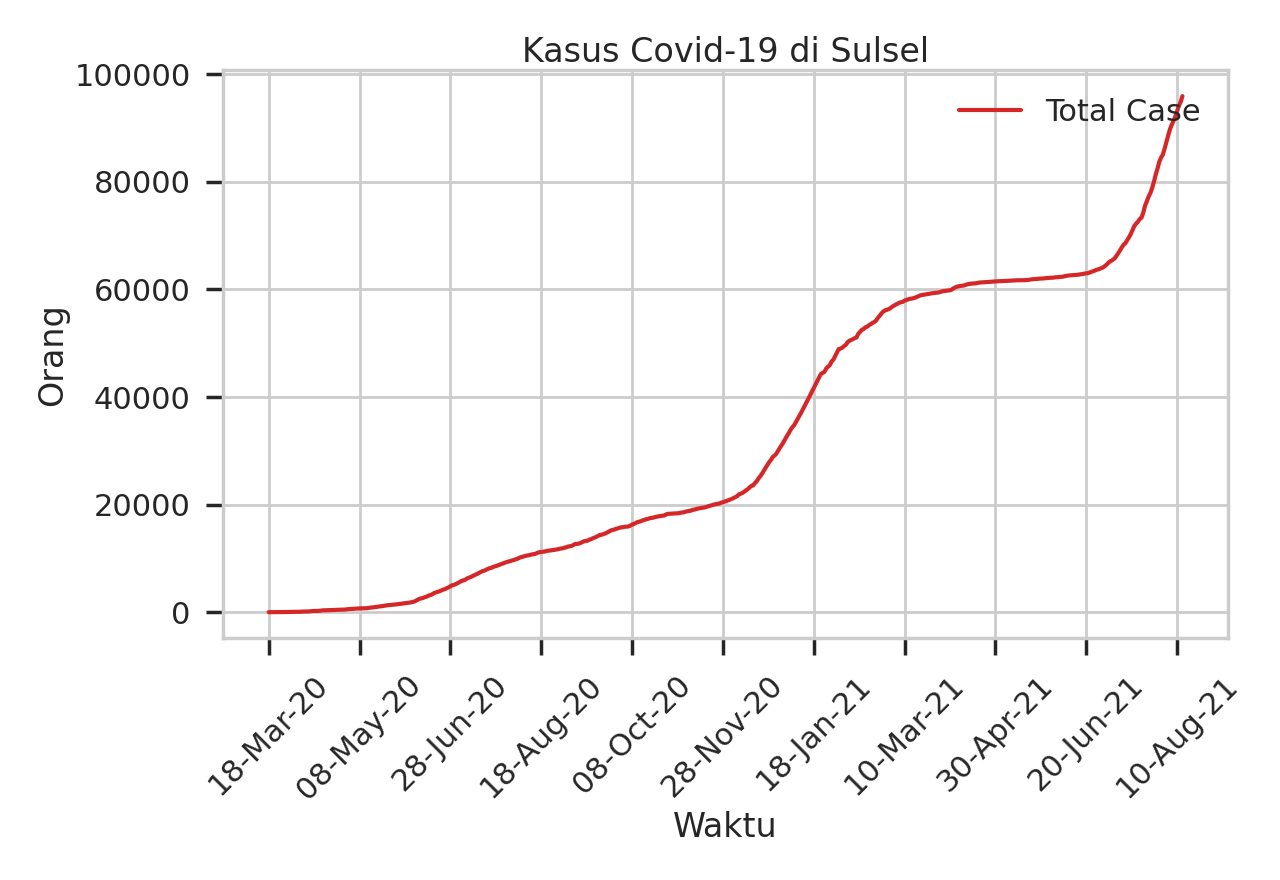 Kasus Covid-19 di Sulsel
Total Case
100000
80000
60000
40000
20000
0
Orang
18-Mar-20
08-May-20
28-Jun-20
18-Aug-20
08-Oct-20
28-Nov-20
18-Jan-21
10-Mar-21
30-Apr-21
20-Jun-21
10-Aug-21
Waktu